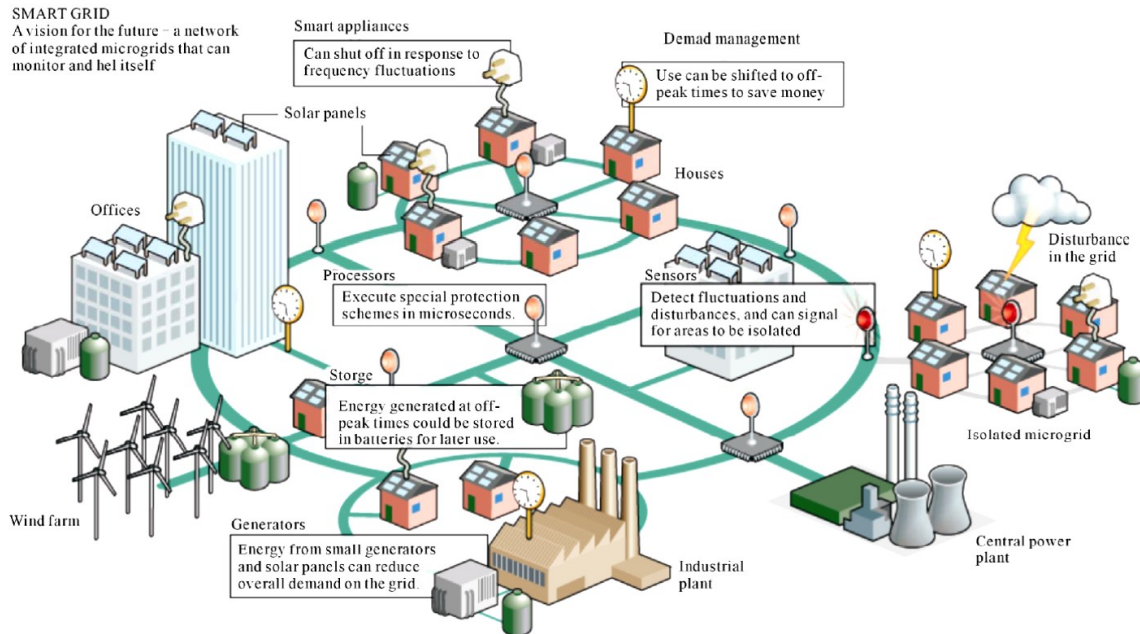 SMART GRID
A vision for the future – a network
of integrated microgrids that can
monitor and hel itself
Smart appliances
Can shut off in response to
frequency fluctuations
Demad management
Use can be shifted to off-
peak times to save money
Solar panels
Houses
Offices
Disturbance
in the grid
Processors
Execute special protection
schemes in microseconds.
Sensors
Detect fluctuations and
disturbances, and can signal
for areas to be isolated
Storge
Energy generated at off-
peak times could be stored
in batteries for later use.
Isolated microgrid
Wind farm
Generators
Energy from small generators
and solar panels can reduce
overall demand on the grid.
Industrial
plant
Central power
plant